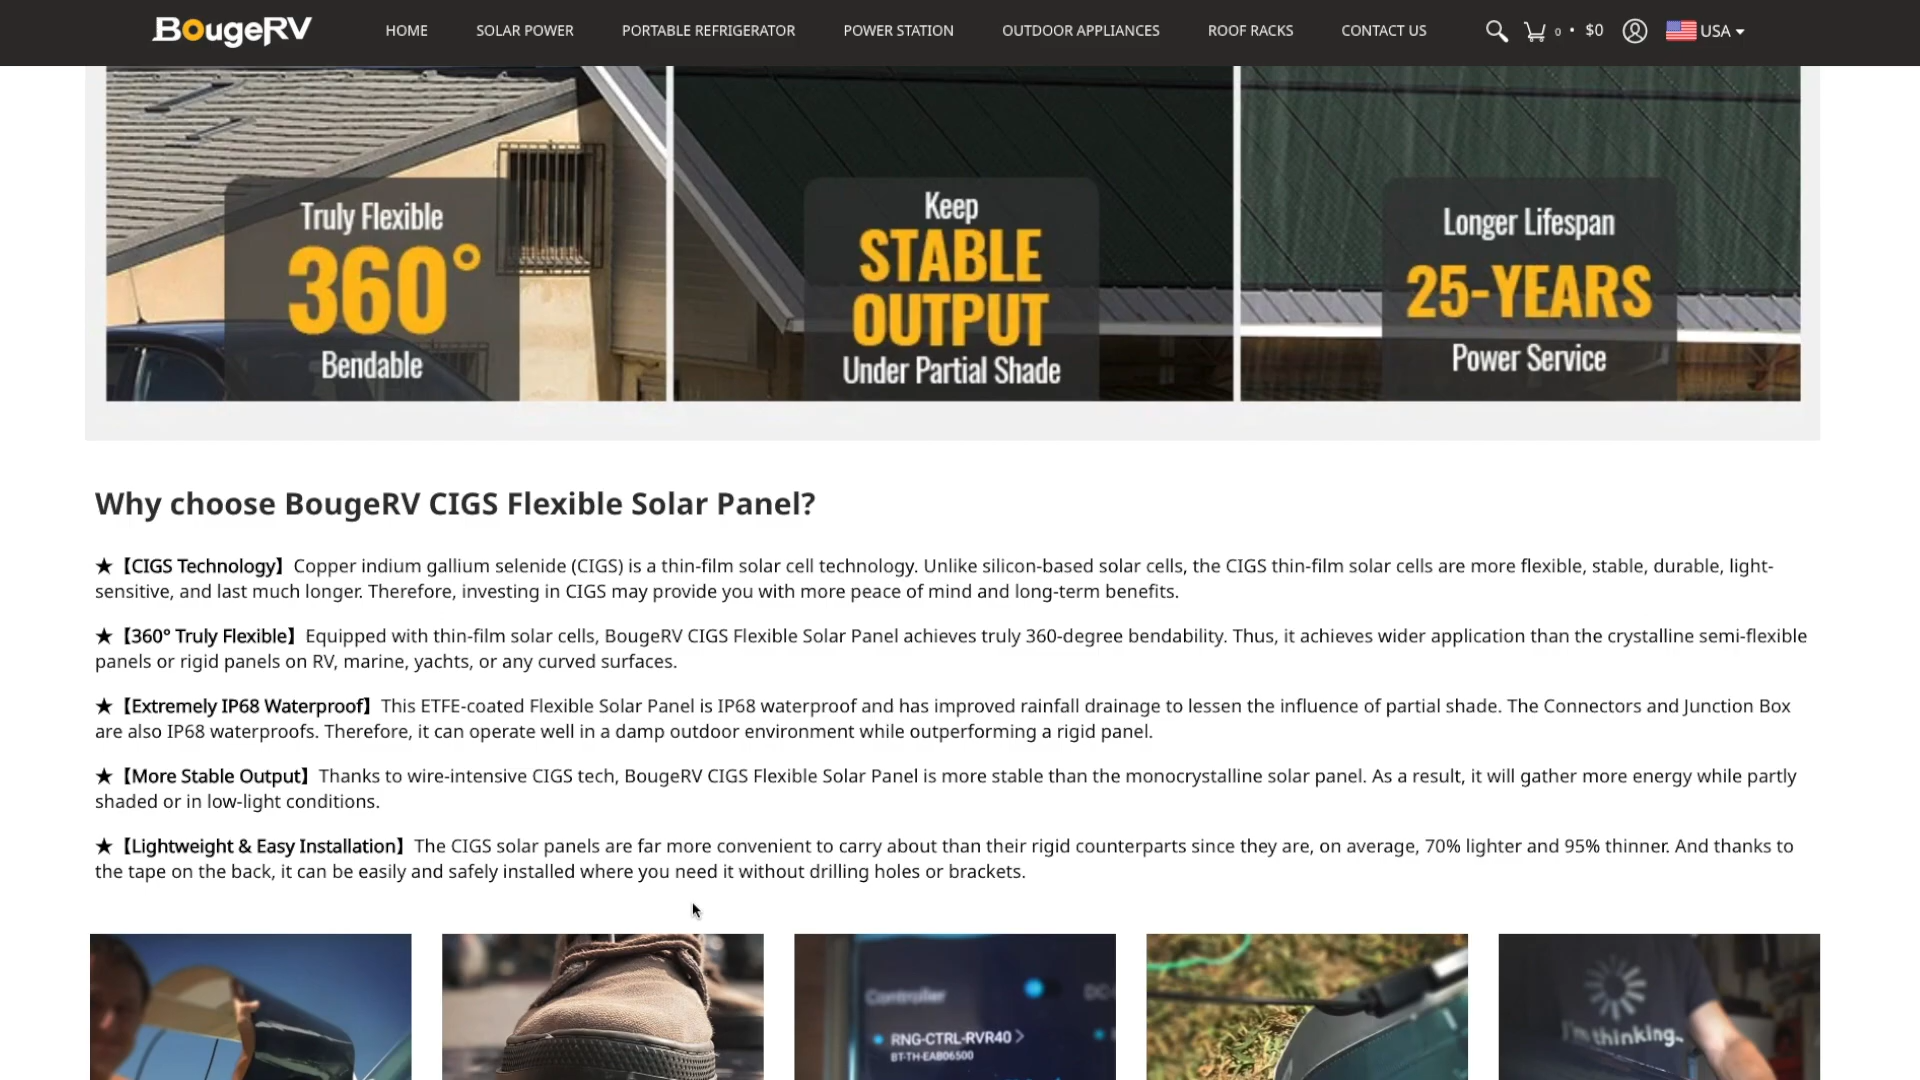 BougeRV HOME SOLAR POWER PORTABLE REFRIGERATOR POWER STATION OUTDOOR APPLIANCES ROOF RACKS CONTACT US 0 • $0 USA
Truly Flexible
360°
Bendable
Keep
STABLE
OUTPUT
Under Partial Shade
Longer Lifespan
25-YEARS
Power Service
Why choose BougeRV CIGS Flexible Solar Panel?
★【CIGS Technology】Copper indium gallium selenide (CIGS) is a thin-film solar cell technology. Unlike silicon-based solar cells, the CIGS thin-film solar cells are more flexible, stable, durable, light-
sensitive, and last much longer. Therefore, investing in CIGS may provide you with more peace of mind and long-term benefits.
★【360° Truly Flexible】Equipped with thin-film solar cells, BougeRV CIGS Flexible Solar Panel achieves truly 360-degree bendability. Thus, it achieves wider application than the crystalline semi-flexible
panels or rigid panels on RV, marine, yachts, or any curved surfaces.
★【Extremely IP68 Waterproof】This ETFE-coated Flexible Solar Panel is IP68 waterproof and has improved rainfall drainage to lessen the influence of partial shade. The Connectors and Junction Box
are also IP68 waterproofs. Therefore, it can operate well in a damp outdoor environment while outperforming a rigid panel.
★【More Stable Output】Thanks to wire-intensive CIGS tech, BougeRV CIGS Flexible Solar Panel is more stable than the monocrystalline solar panel. As a result, it will gather more energy while partly
shaded or in low-light conditions.
★【Lightweight & Easy Installation】The CIGS solar panels are far more convenient to carry about than their rigid counterparts since they are, on average, 70% lighter and 95% thinner. And thanks to
the tape on the back, it can be easily and safely installed where you need it without drilling holes or brackets.
Controller DC-
RNG-CTRL-RVR40 >
BT-TH-EAB06500
I'm thinking..